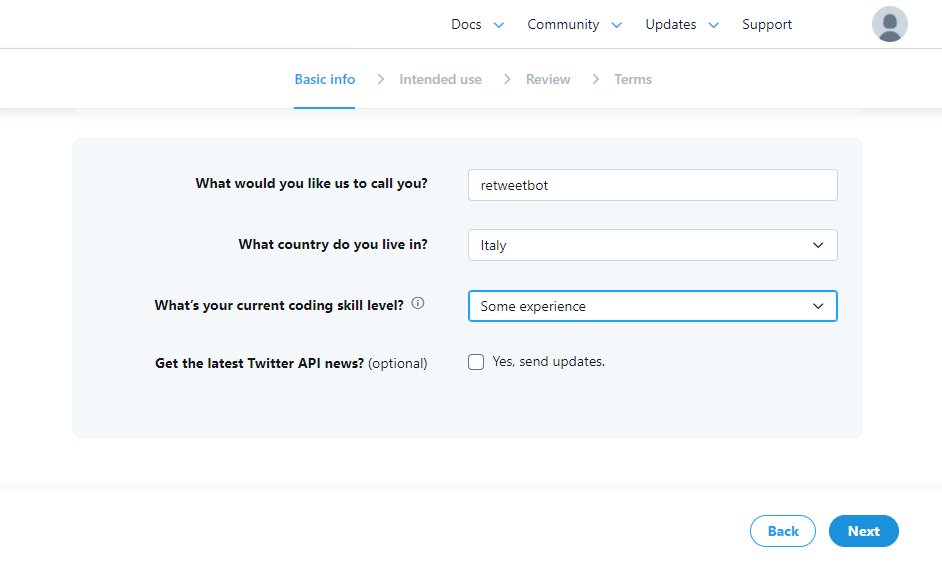 Docs Community Updates Support
Basic info Intended use Review Terms
What would you like us to call you? retweetbot
What country do you live in? Italy
What's your current coding skill level? Some experience
Get the latest Twitter API news? (optional) Yes, send updates.
Back Next